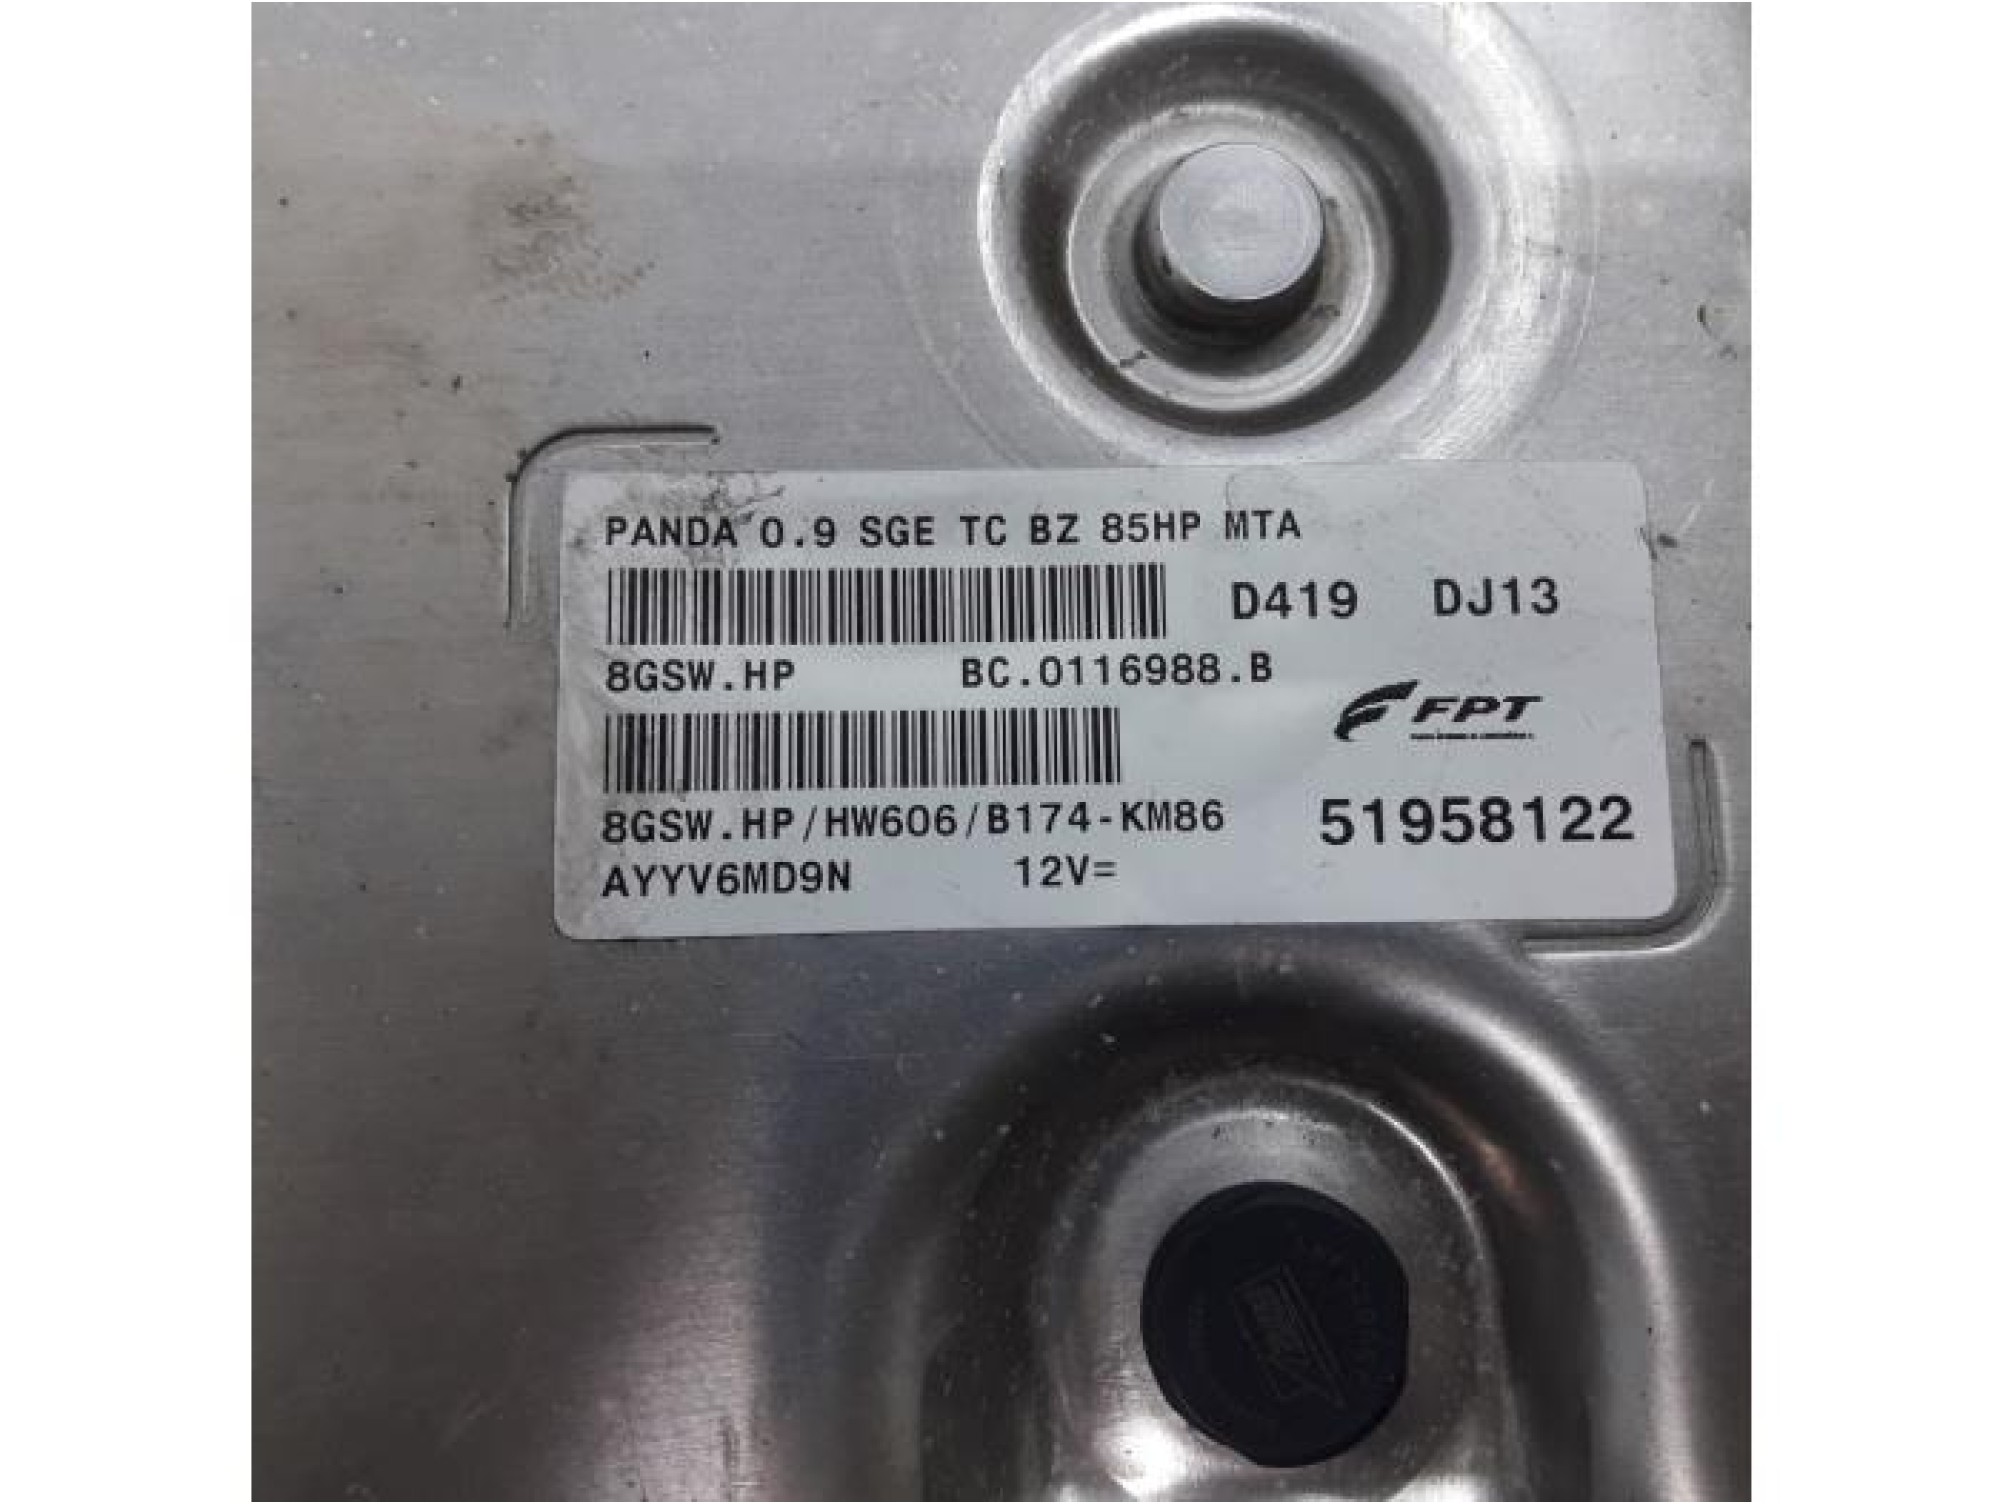 PANDA 0.9 SGE TC BZ 85HP MTA
D419 DJ13
8GSW.HP BC.0116988.B
FPT
8GSW.HP/HW606/B174-KM86
51958122
AYYV6MD9N 12V=